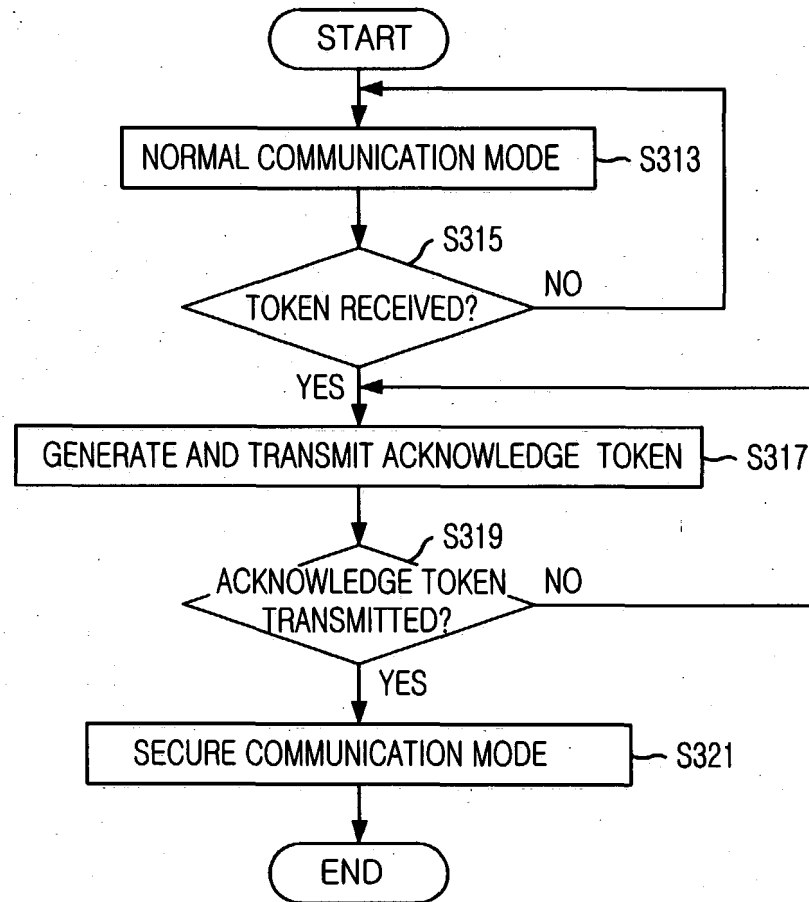 START
NORMAL COMMUNICATION MODE
S313
S315
TOKEN RECEIVED?
NO
YES
GENERATE AND TRANSMIT ACKNOWLEDGE TOKEN
S317
S319
ACKNOWLEDGE TOKEN
TRANSMITTED?
NO
YES
SECURE COMMUNICATION MODE
S321
END